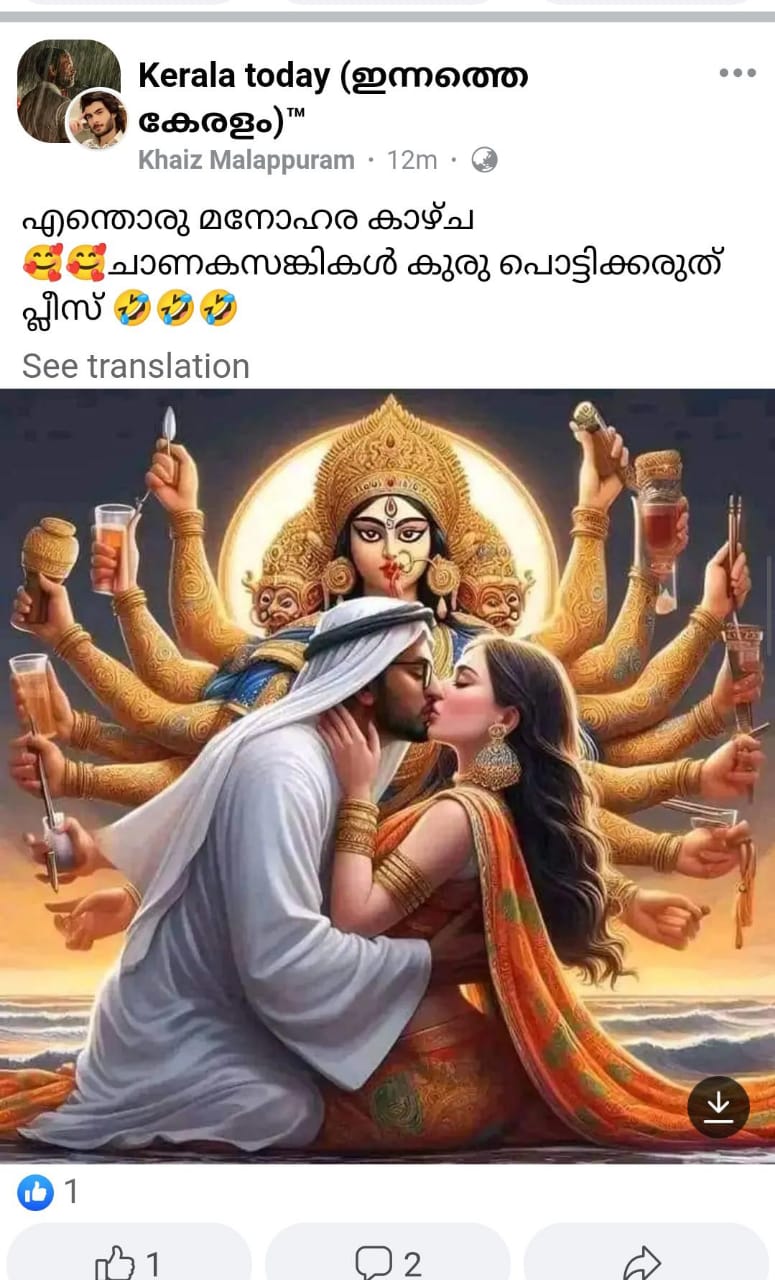 Kerala today (ഇന്നത്തെ
കേരളം)™
Khaiz Malappuram · 12m ·
എന്തൊരു മനോഹര കാഴ്ച
🥰🥰ചാണകസങ്കികൾ കുരു പൊട്ടിക്കരുത്
പ്ലീസ് 🤣🤣🤣
See translation
1
1
2